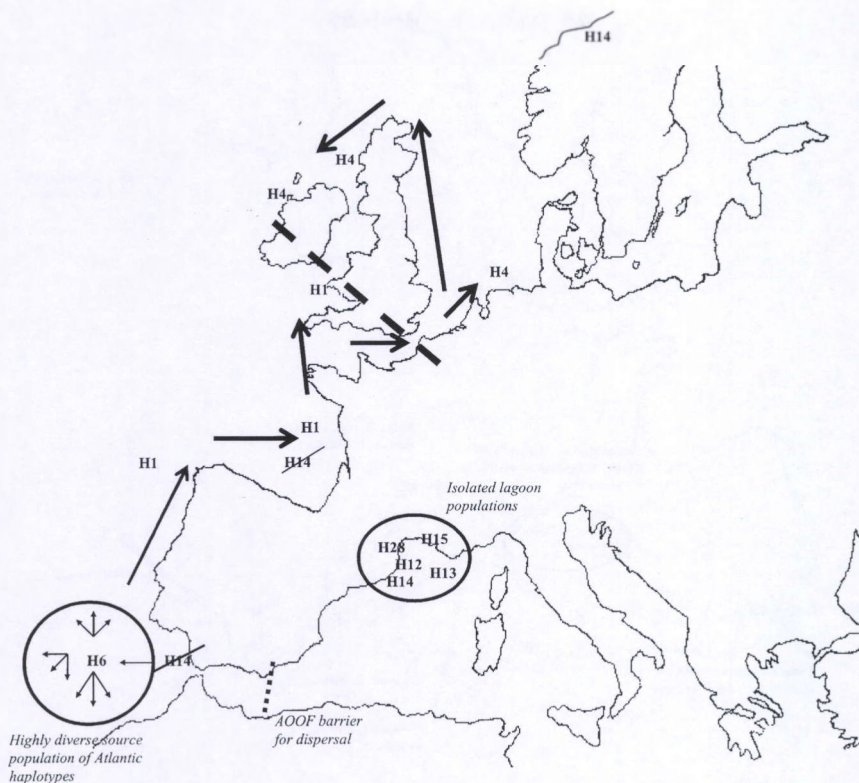 H14
H4
H4
H4
H1
H1
H14
H1
Isolated lagoon
populations
H28
H15
H12
H13
H14
H6
H14
AOOF barrier
for dispersal
Highly diverse source
population of Atlantic
haplotypes